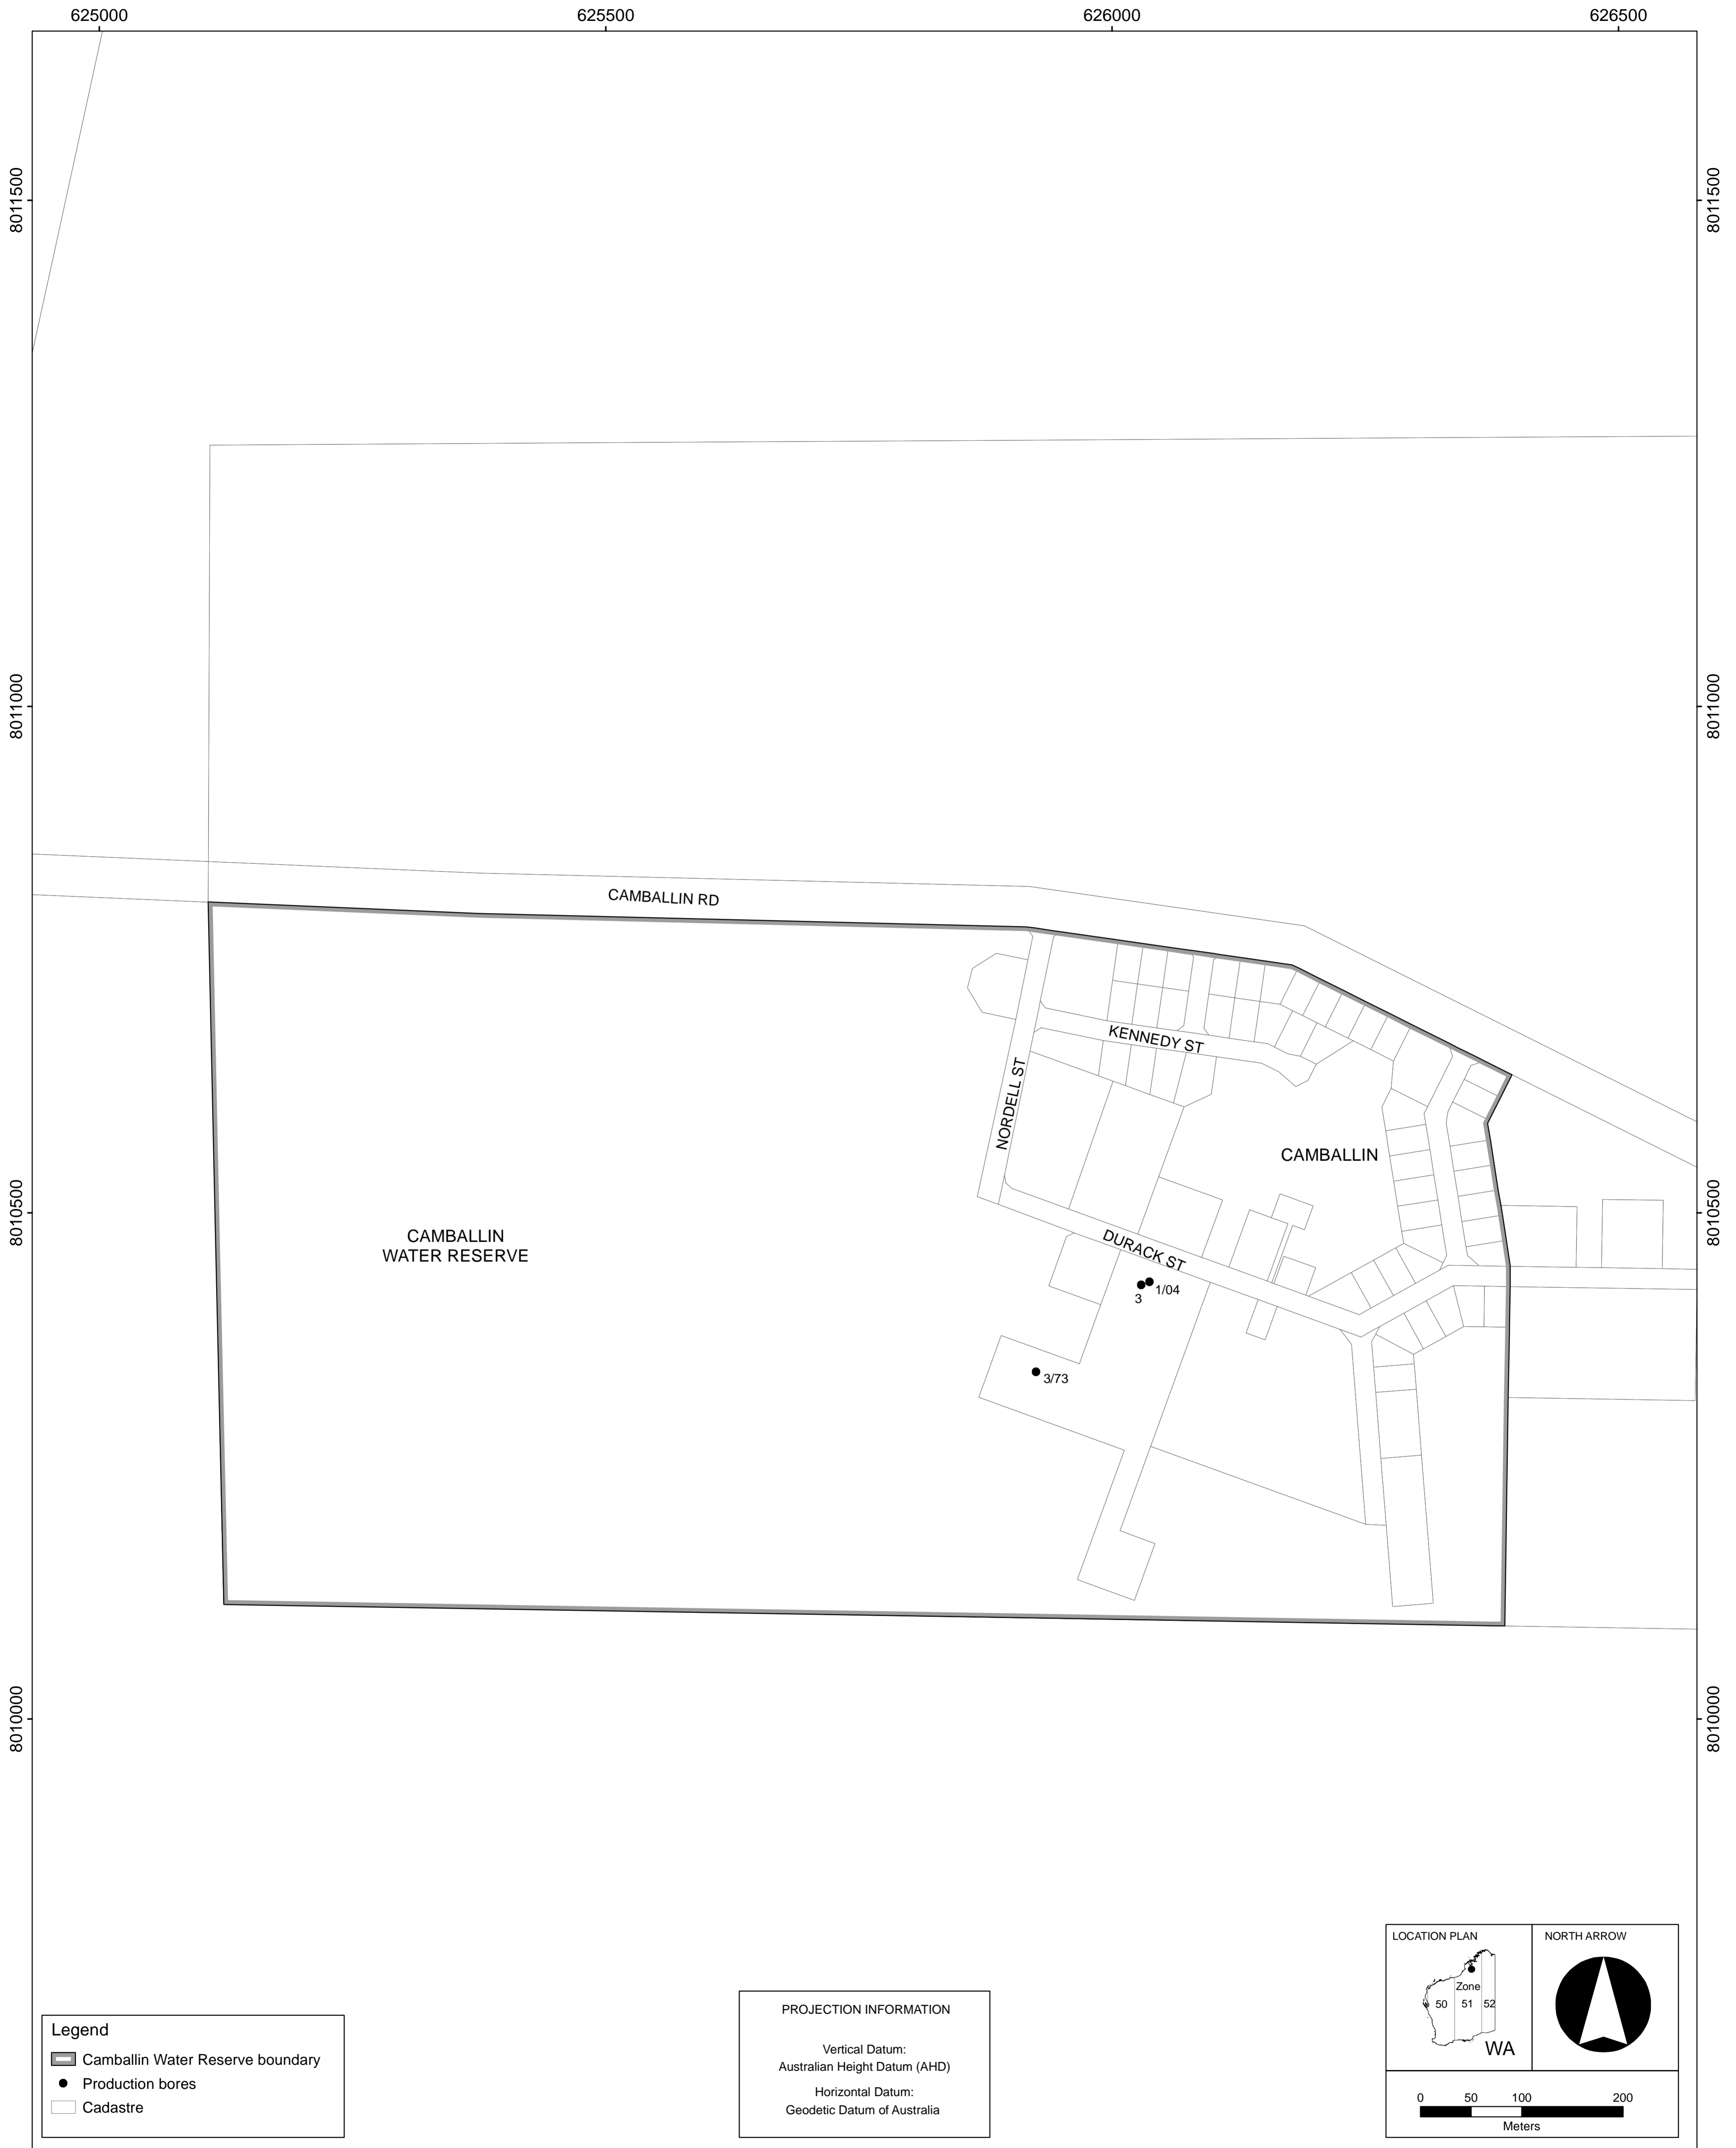 625000
625500
626000
626500
8011500
8011500
8011000
8011000
CAMBALLIN RD
KENNEDY ST
NORDELL ST
CAMBALLIN
8010500
8010500
CAMBALLIN
WATER RESERVE
DURACK ST
1/04
3
3/73
8010000
8010000
LOCATION PLAN
Zone
50
51
52
WA
NORTH ARROW
PROJECTION INFORMATION
Vertical Datum:
Australian Height Datum (AHD)
Horizontal Datum:
Geodetic Datum of Australia
Legend
Camballin Water Reserve boundary
Production bores
Cadastre
0 50 100 200
Meters